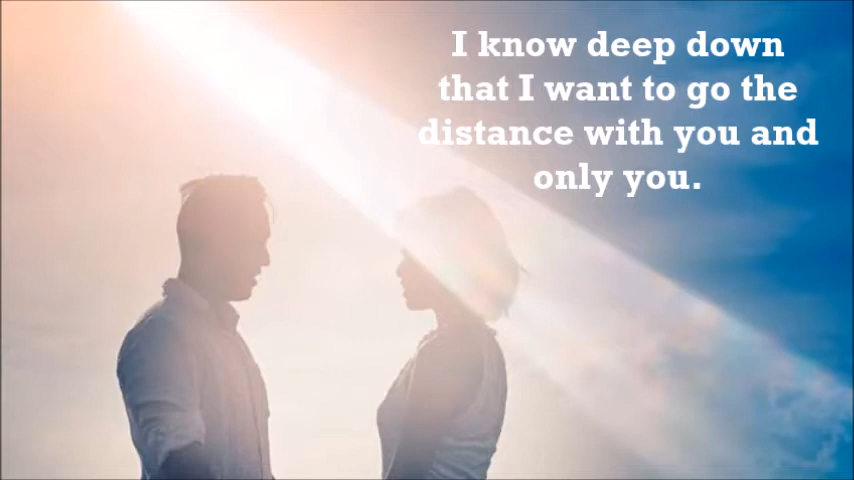 I know deep down
that I want to go the
distance with you and
only you.